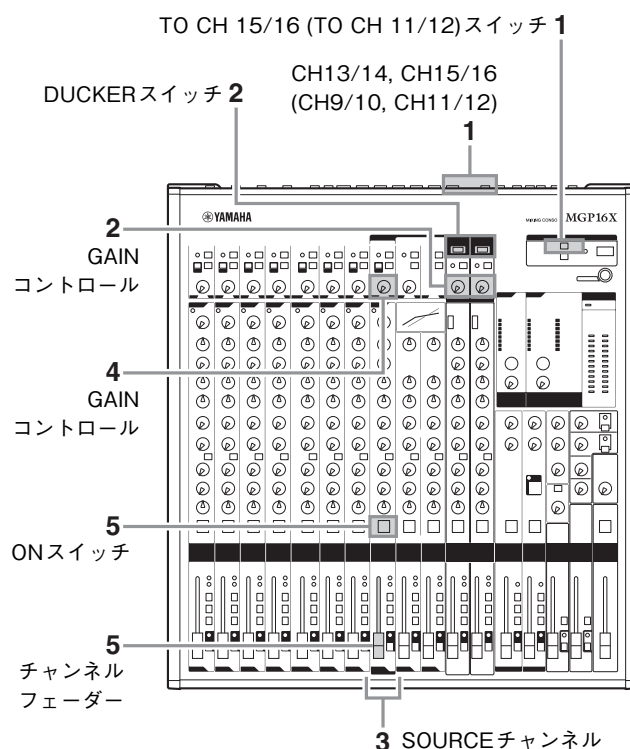 TO CH 15/16 (TO CH 11/12)スイッチ 1
CH13/14, CH15/16
(CH9/10, CH11/12)
1
DUCKERスイッチ 2
YAMAHA
MIXING CONSOLE
MGP16X
2
GAIN
コントロール
4
GAIN
コントロール
5
ONスイッチ
5
チャンネル
フェーダー
3 SOURCEチャンネル